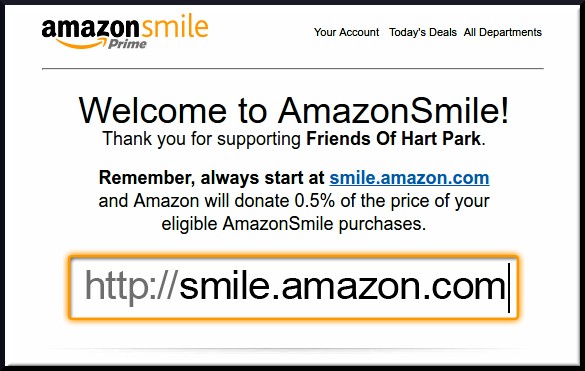 amazonsmile
Prime
Your Account Today's Deals All Departments
Welcome to AmazonSmile!
Thank you for supporting Friends Of Hart Park.
Remember, always start at smile.amazon.com
and Amazon will donate 0.5% of the price of your
eligible AmazonSmile purchases.
http://smile.amazon.com